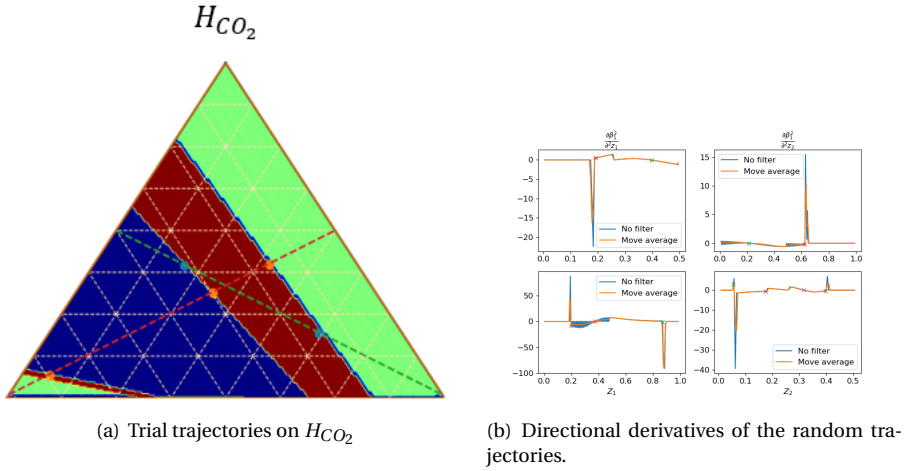 H_{CO_2}
∂β_1^2 / ∂^2z_1
∂β_1^2 / ∂^2z_2
0
−5
−10
−15
−20
No filter
Move average
0.0 0.1 0.2 0.3 0.4 0.5
15
10
5
0
No filter
Move average
0.0 0.2 0.4 0.6 0.8 1.0
50
0
−50
−100
No filter
Move average
0.0 0.2 0.4 0.6 0.8 1.0
z_1
0
−10
−20
−30
−40
No filter
Move average
0.0 0.1 0.2 0.3 0.4 0.5
z_2
(a) Trial trajectories on H_{CO_2}
(b) Directional derivatives of the random tra-
jectories.